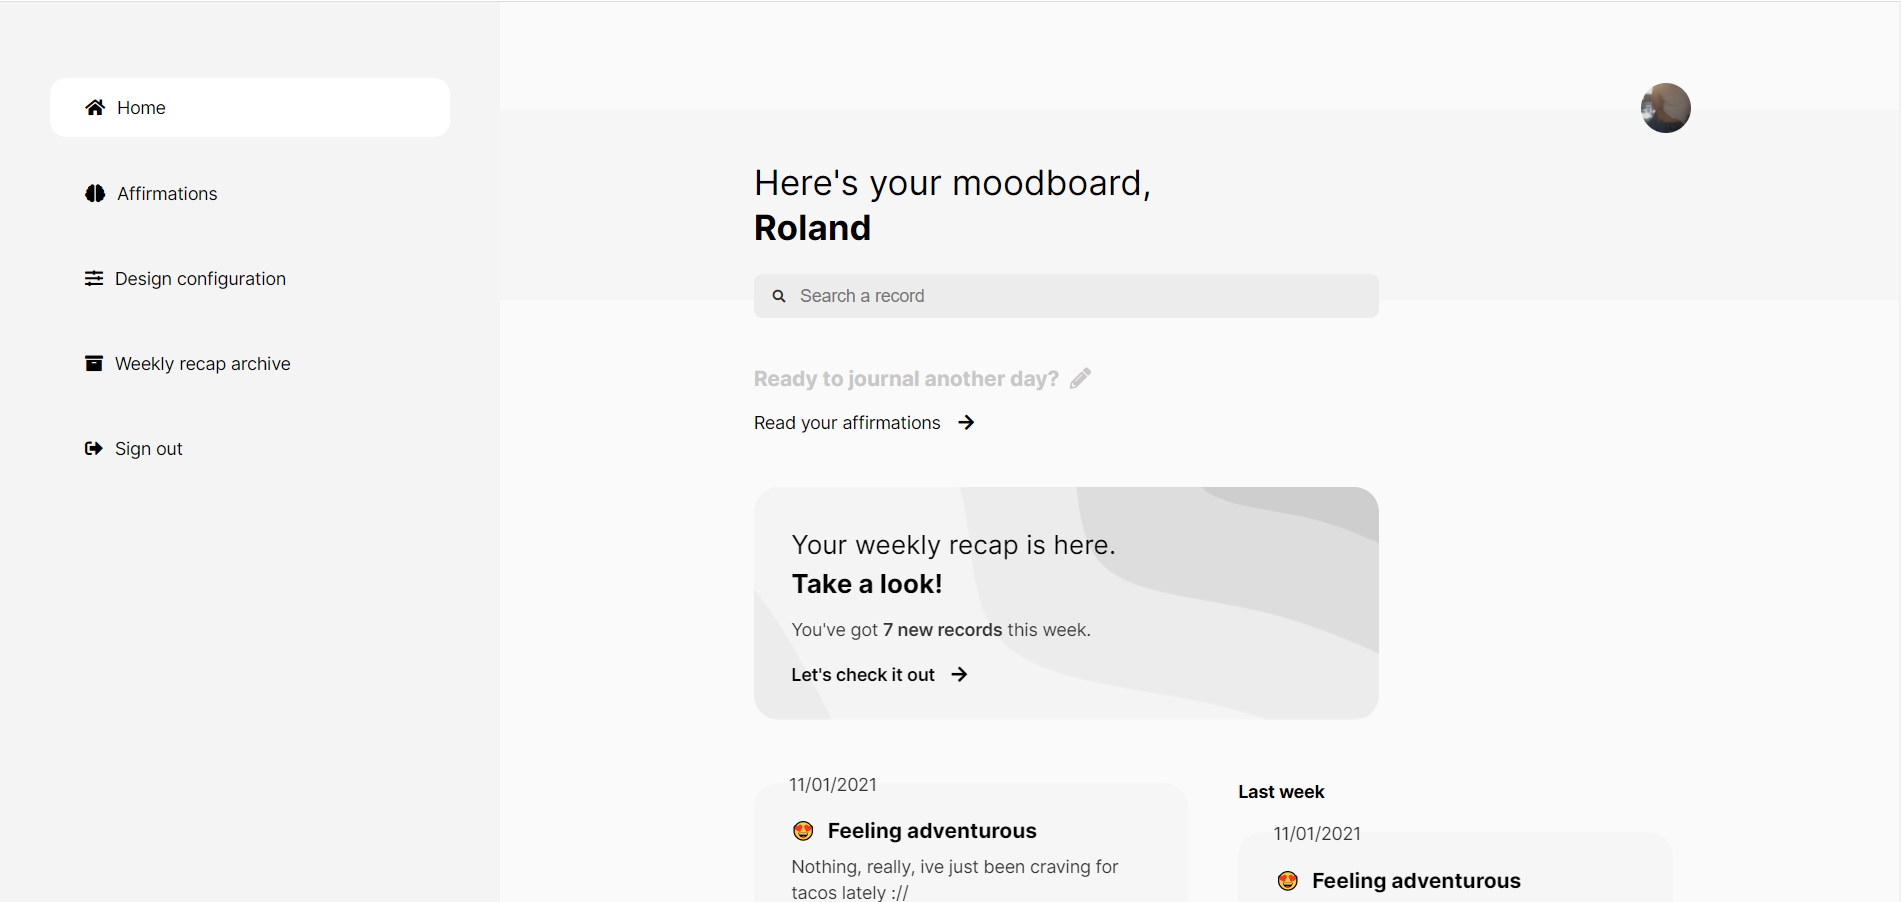 Home
Affirmations
Design configuration
Weekly recap archive
Sign out
Here's your moodboard,
Roland
Search a record
Ready to journal another day?
Read your affirmations
Your weekly recap is here.
Take a look!
You've got 7 new records this week.
Let's check it out
11/01/2021
Feeling adventurous
Nothing, really, ive just been craving for
tacos lately ://
Last week
11/01/2021
Feeling adventurous